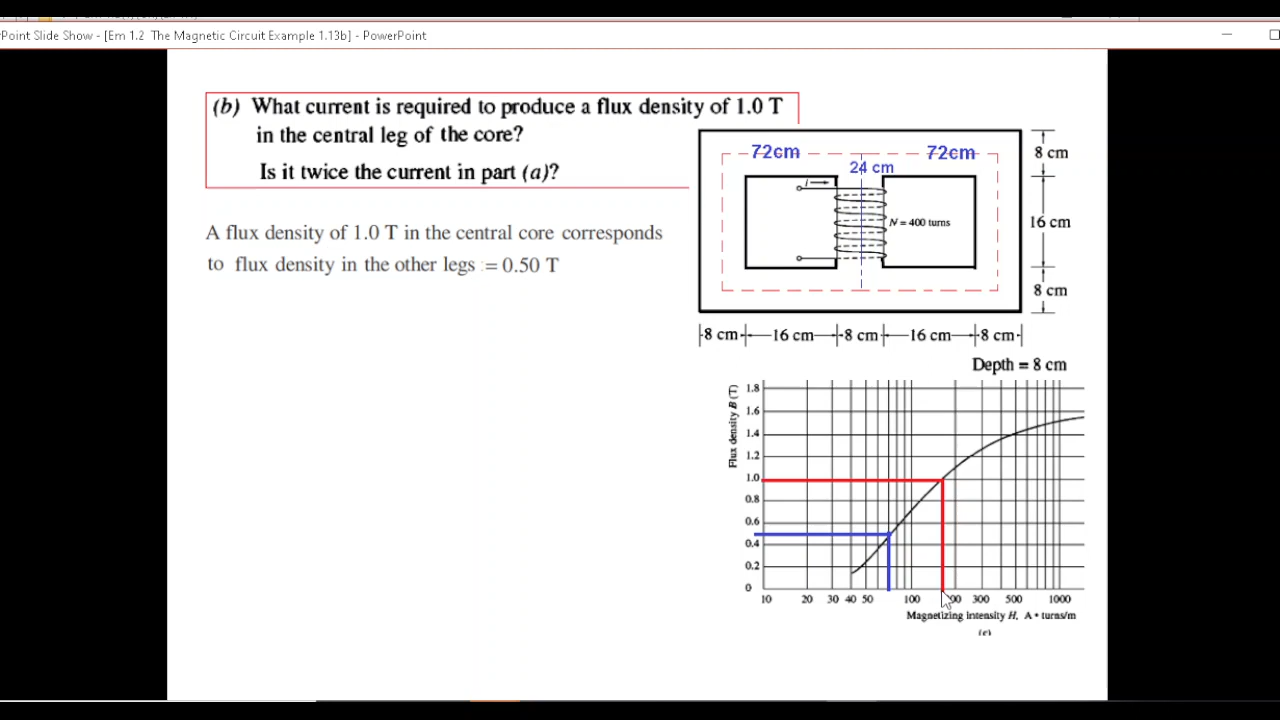 Point Slide Show - [Em 1.2 The Magnetic Circuit Example 1.13b] - PowerPoint
(b) What current is required to produce a flux density of 1.0 T
in the central leg of the core?
Is it twice the current in part (a)?
A flux density of 1.0 T in the central core corresponds
to flux density in the other legs := 0.50 T
72cm
72cm
24 cm
8 cm
i
N = 400 turns
16 cm
8 cm
8 cm
16 cm
8 cm
16 cm
8 cm
Depth = 8 cm
Flux density B (T)
1.8
1.6
1.4
1.2
1.0
0.8
0.6
0.4
0.2
0
10 20 30 40 50 100 300 500 1000
Magnetizing intensity H, A • turns/m
(c)